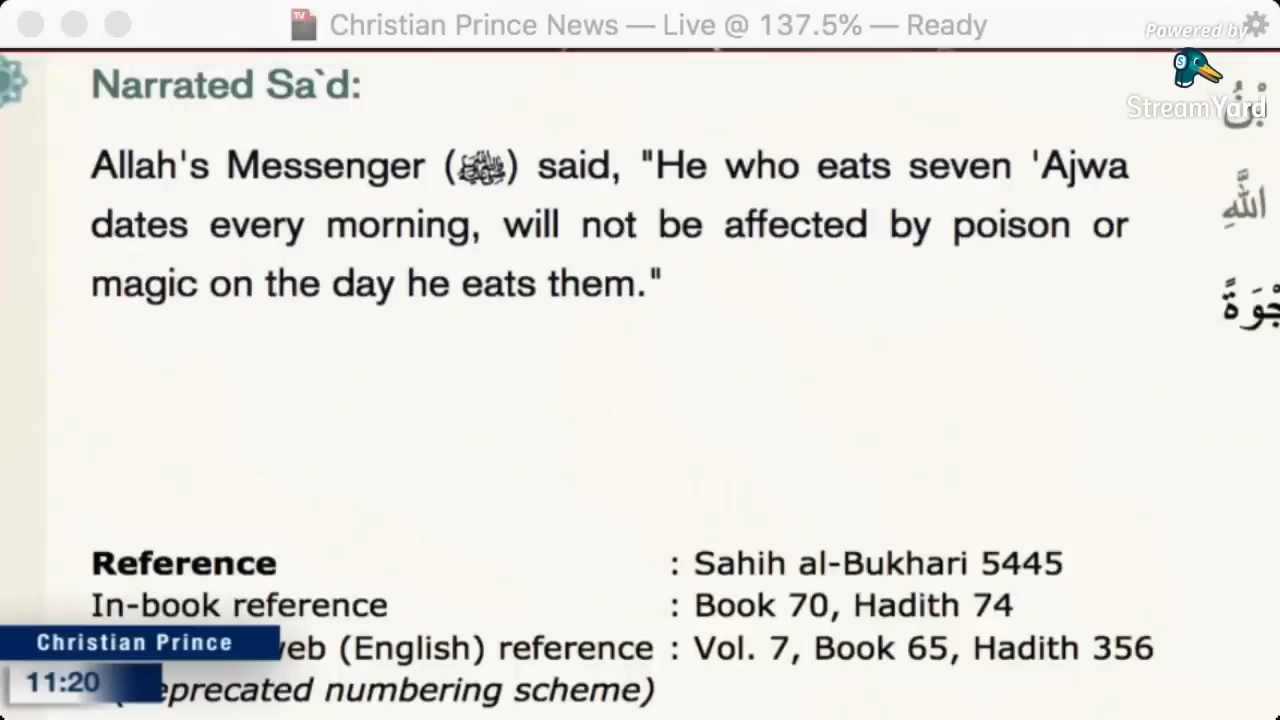 Christian Prince News — Live @ 137.5% — Ready
Powered by
StreamYard
Narrated Sa`d:
Allah's Messenger (ﷺ) said, "He who eats seven 'Ajwa
dates every morning, will not be affected by poison or
magic on the day he eats them."
اللَّهِ
Reference : Sahih al-Bukhari 5445
In-book reference : Book 70, Hadith 74
(English) reference : Vol. 7, Book 65, Hadith 356
numbering scheme)
Christian Prince
11:20